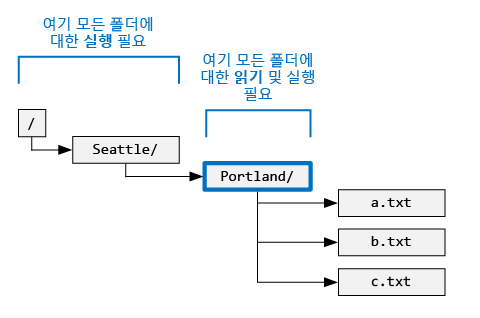 여기 모든 폴더에
대한 실행 필요
여기 모든 폴더에
대한 읽기 및 실행
필요
/
Seattle/
Portland/
a.txt
b.txt
c.txt